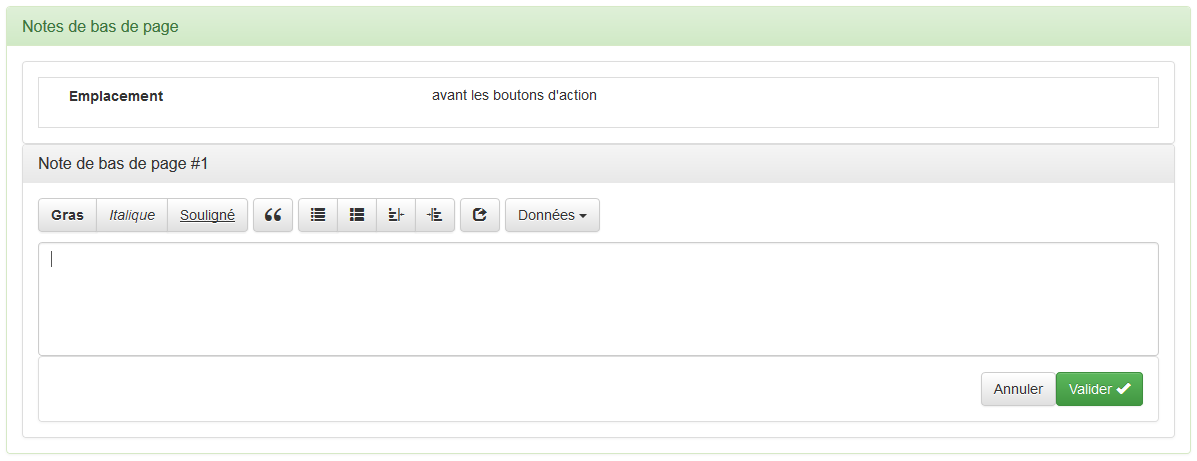 Notes de bas de page
Emplacement avant les boutons d'action
Note de bas de page #1
Gras Italique Souligné Données
Annuler Valider